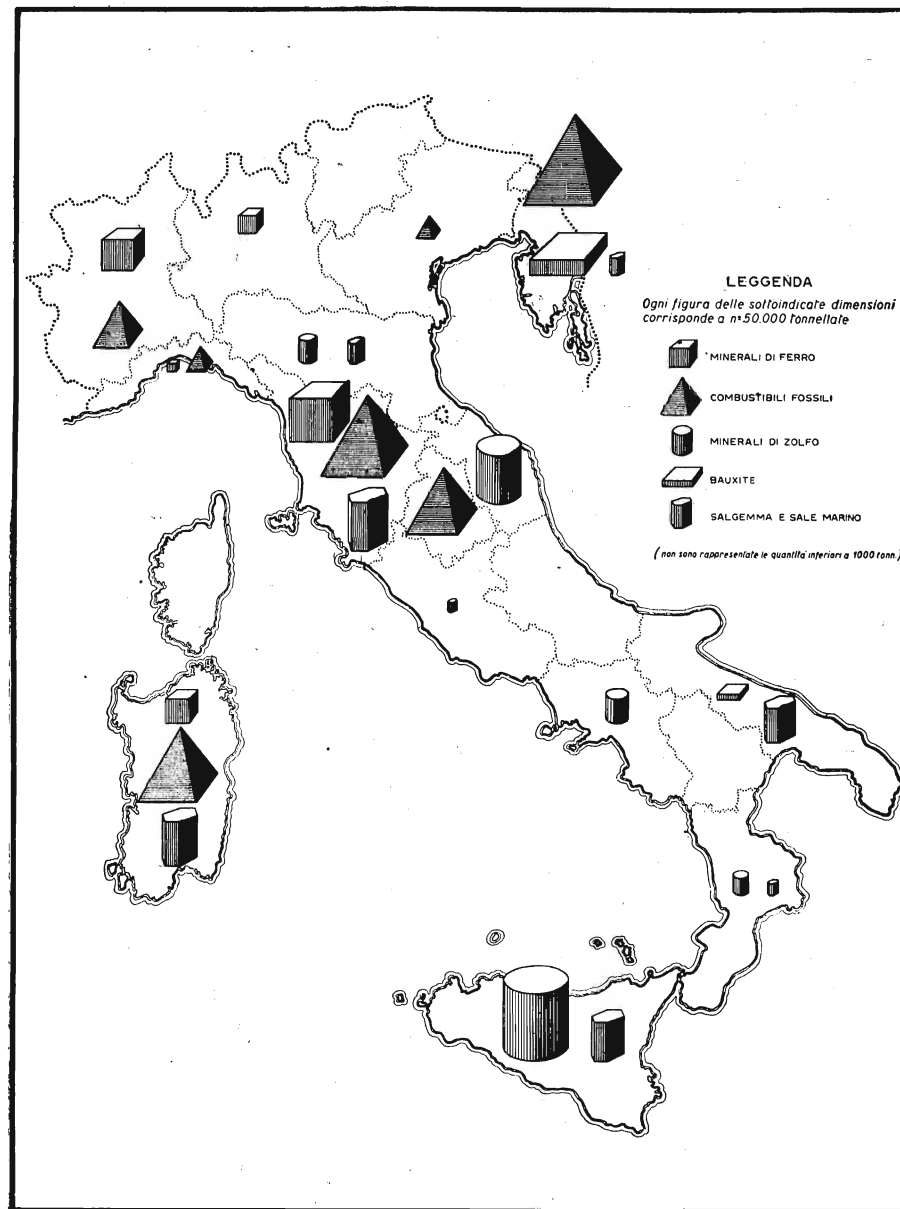 LEGGENDA
Ogni figura delle sottoindicate dimensioni
corrisponde a n° 50.000 tonnellate
MINERALI DI FERRO
COMBUSTIBILI FOSSILI
MINERALI DI ZOLFO
BAUXITE
SALGEMMA E SALE MARINO
(non sono rappresentate le quantità inferiori a 1000 tonn.)